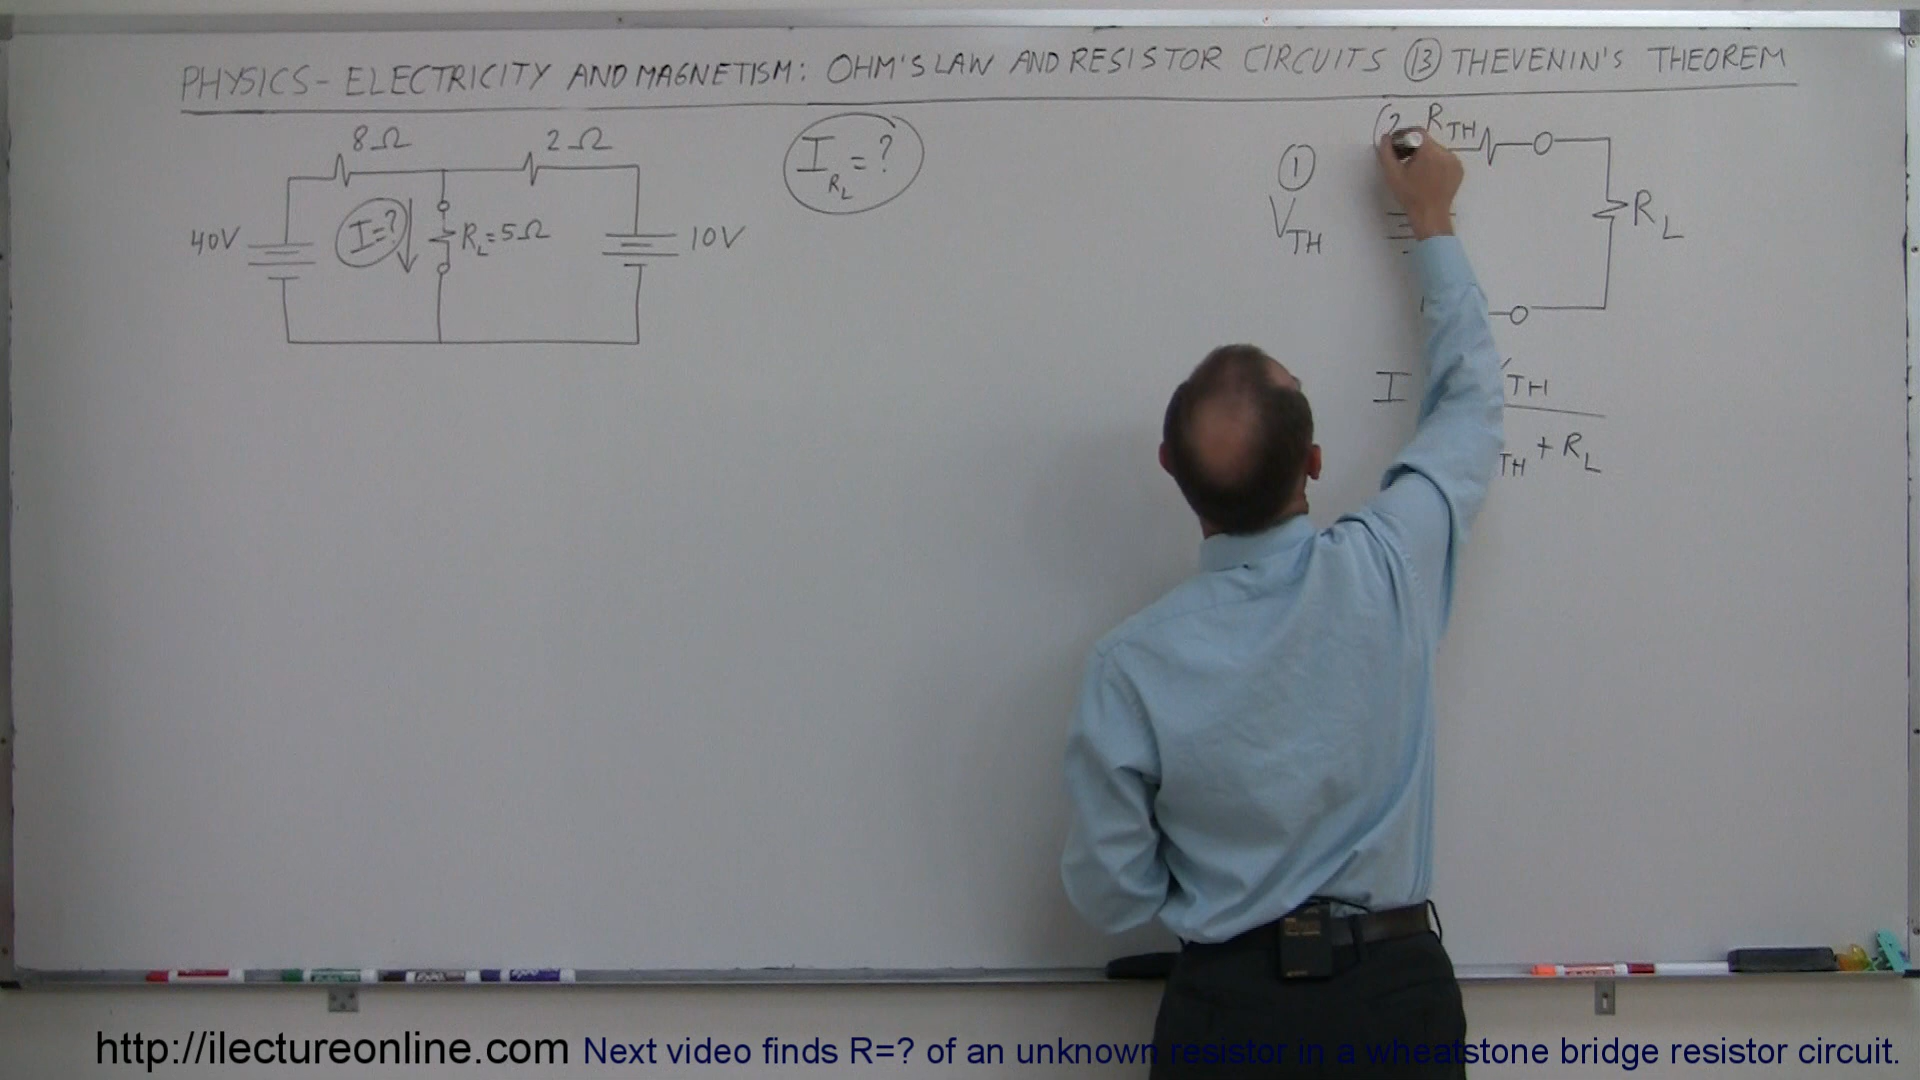 PHYSICS - ELECTRICITY AND MAGNETISM: OHM'S LAW AND RESISTOR CIRCUITS 13 THEVENIN'S THEOREM
8Ω 2Ω
40V I=? R_L=5Ω 10V
I_RL = ?
2 R_TH
1
V_TH
R_L
I
TH
TH + R_L
http://ilectureonline.com Next video finds R=? of an unknown resistor in a wheatstone bridge resistor circuit.